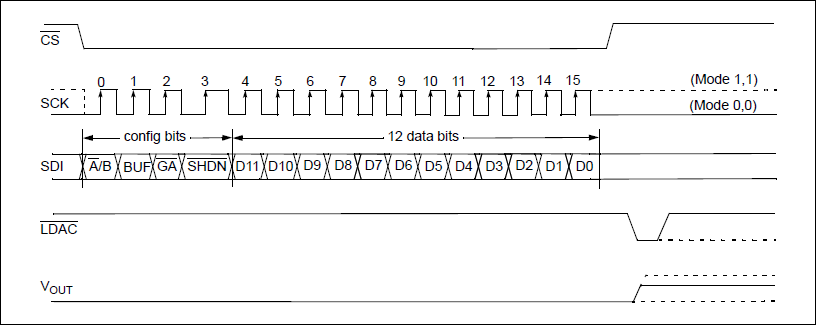 CS
0 1 2 3 4 5 6 7 8 9 10 11 12 13 14 15 (Mode 1,1)
SCK (Mode 0,0)
config bits 12 data bits
SDI A/B BUF GA SHDN D11 D10 D9 D8 D7 D6 D5 D4 D3 D2 D1 D0
LDAC
VOUT